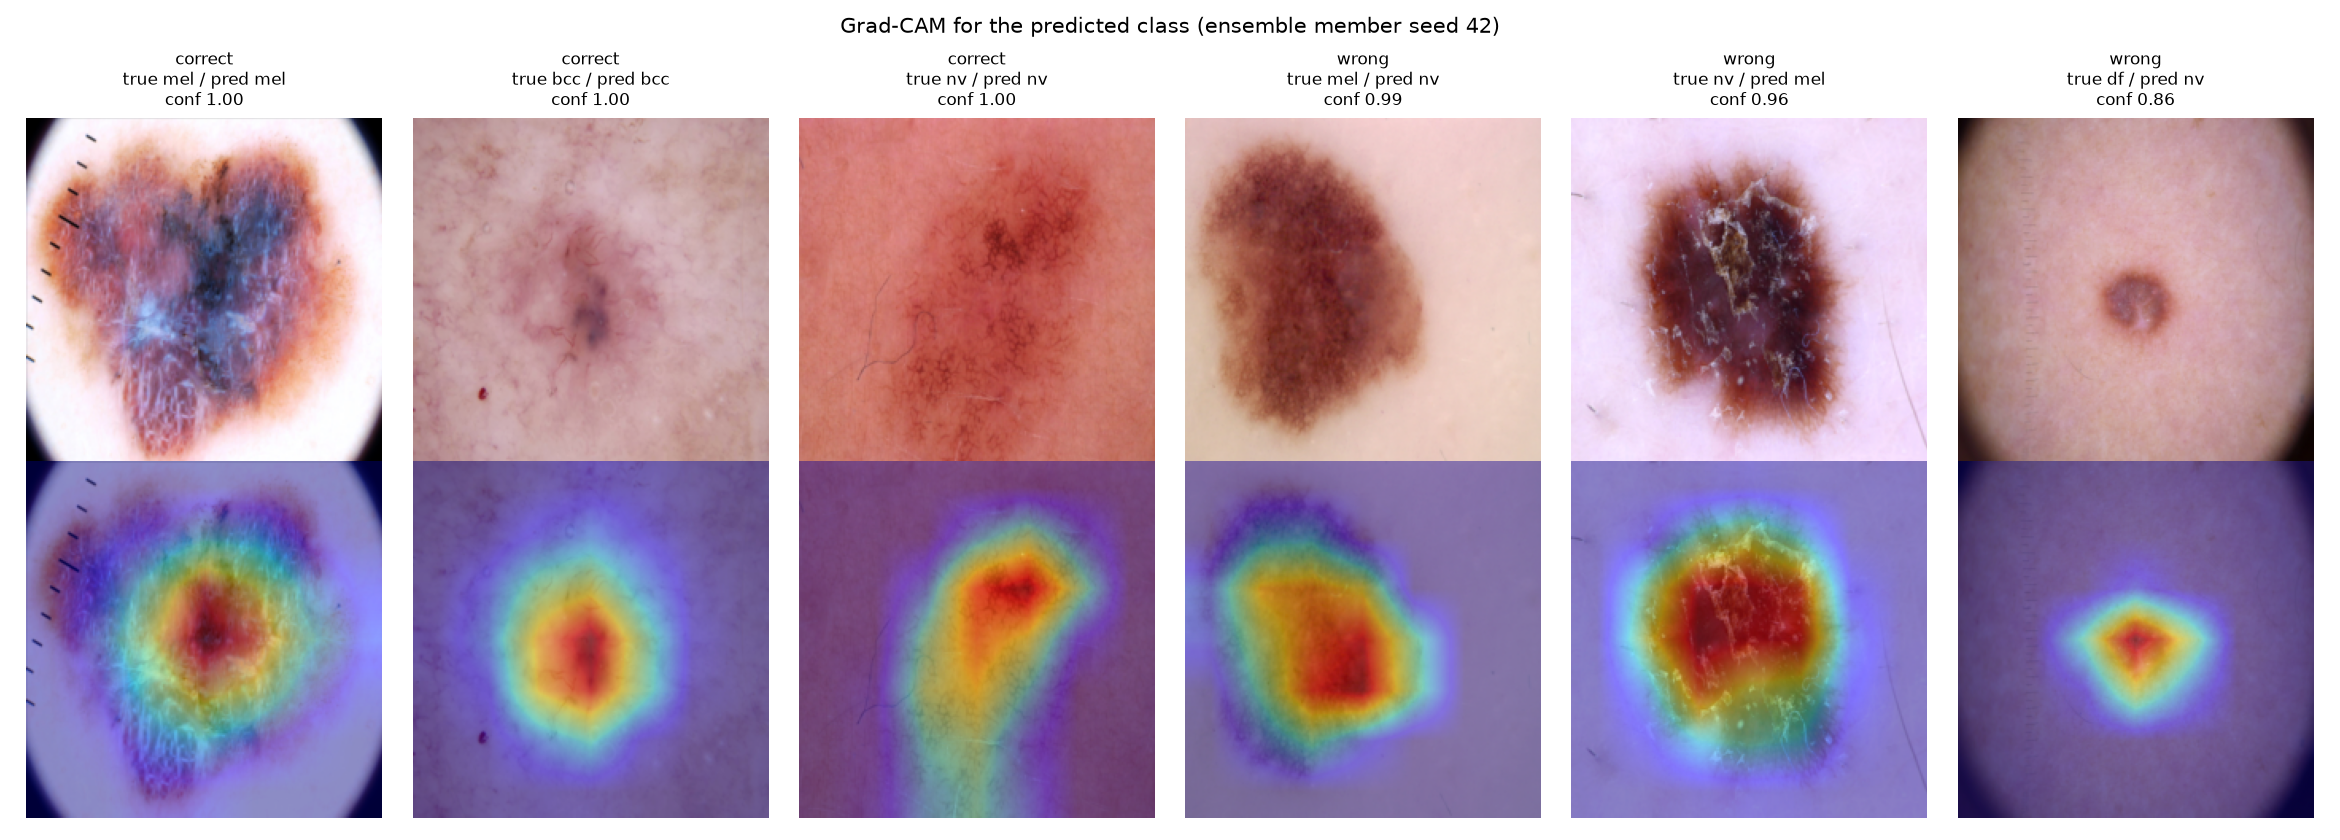 Grad-CAM for the predicted class (ensemble member seed 42)
correct
true mel / pred mel
conf 1.00
correct
true bcc / pred bcc
conf 1.00
correct
true nv / pred nv
conf 1.00
wrong
true mel / pred nv
conf 0.99
wrong
true nv / pred mel
conf 0.96
wrong
true df / pred nv
conf 0.86